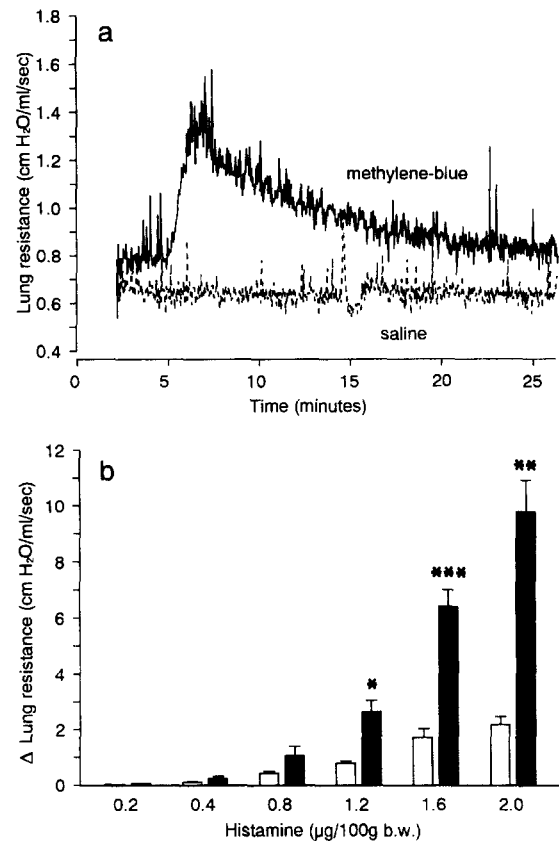 a
Lung resistance (cm H₂O/ml/sec)
1.8
1.6
1.4
1.2
1.0
0.8
0.6
0.4
methylene-blue
saline
0 5 10 15 20 25
Time (minutes)
b
Δ Lung resistance (cm H₂O/ml/sec)
12
10
8
6
4
2
0
*
***
**
0.2 0.4 0.8 1.2 1.6 2.0
Histamine (µg/100g b.w.)